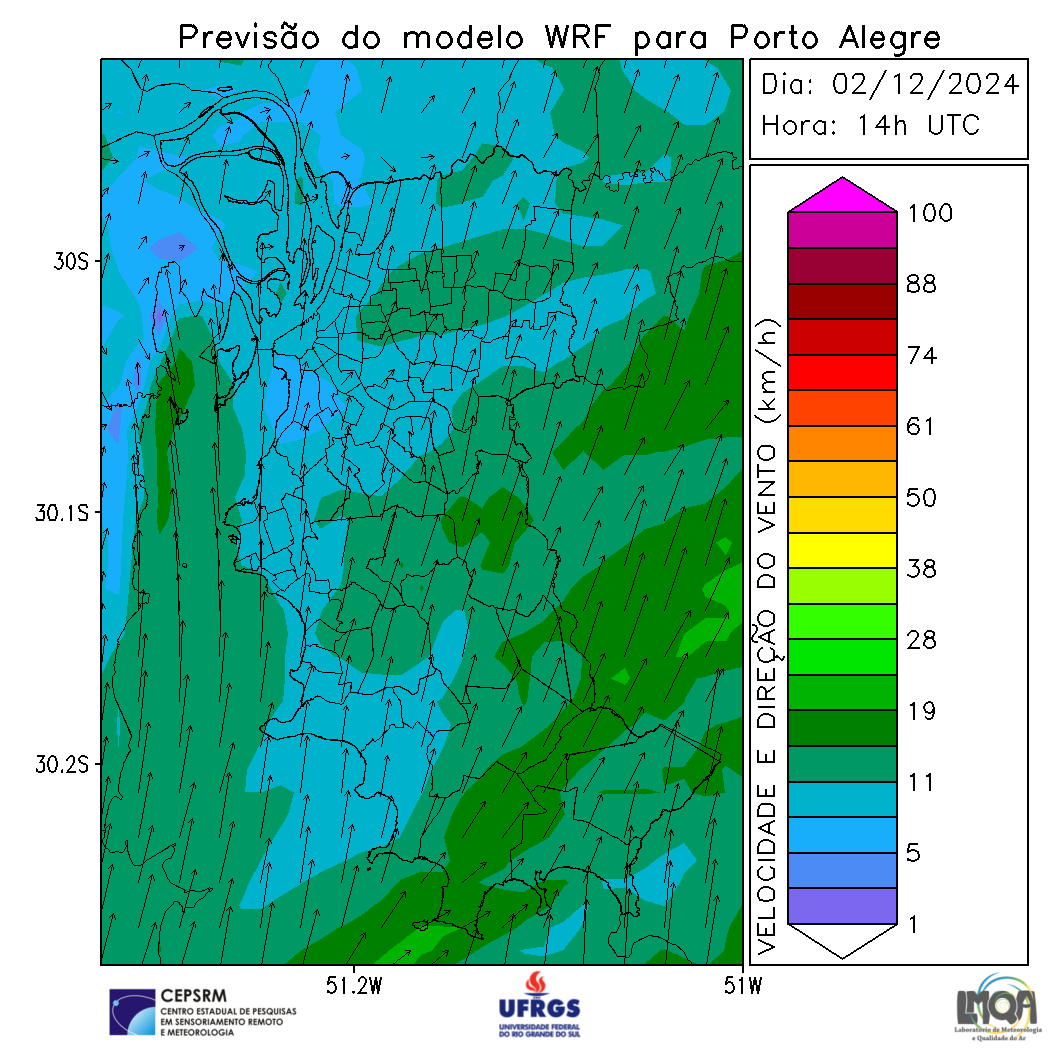 Previsão do modelo WRF para Porto Alegre
Dia: 02/12/2024
Hora: 14h UTC
30S
30.1S
30.2S
51.2W
51W
VELOCIDADE E DIREÇÃO DO VENTO (km/h)
100
88
74
61
50
38
28
19
11
5
1
CEPSRM
CENTRO ESTADUAL DE PESQUISAS
EM SENSORIAMENTO REMOTO
E METEOROLOGIA
UFRGS
UNIVERSIDADE FEDERAL
DO RIO GRANDE DO SUL
LMQA
Laboratório de Meteorologia
e Qualidade do Ar